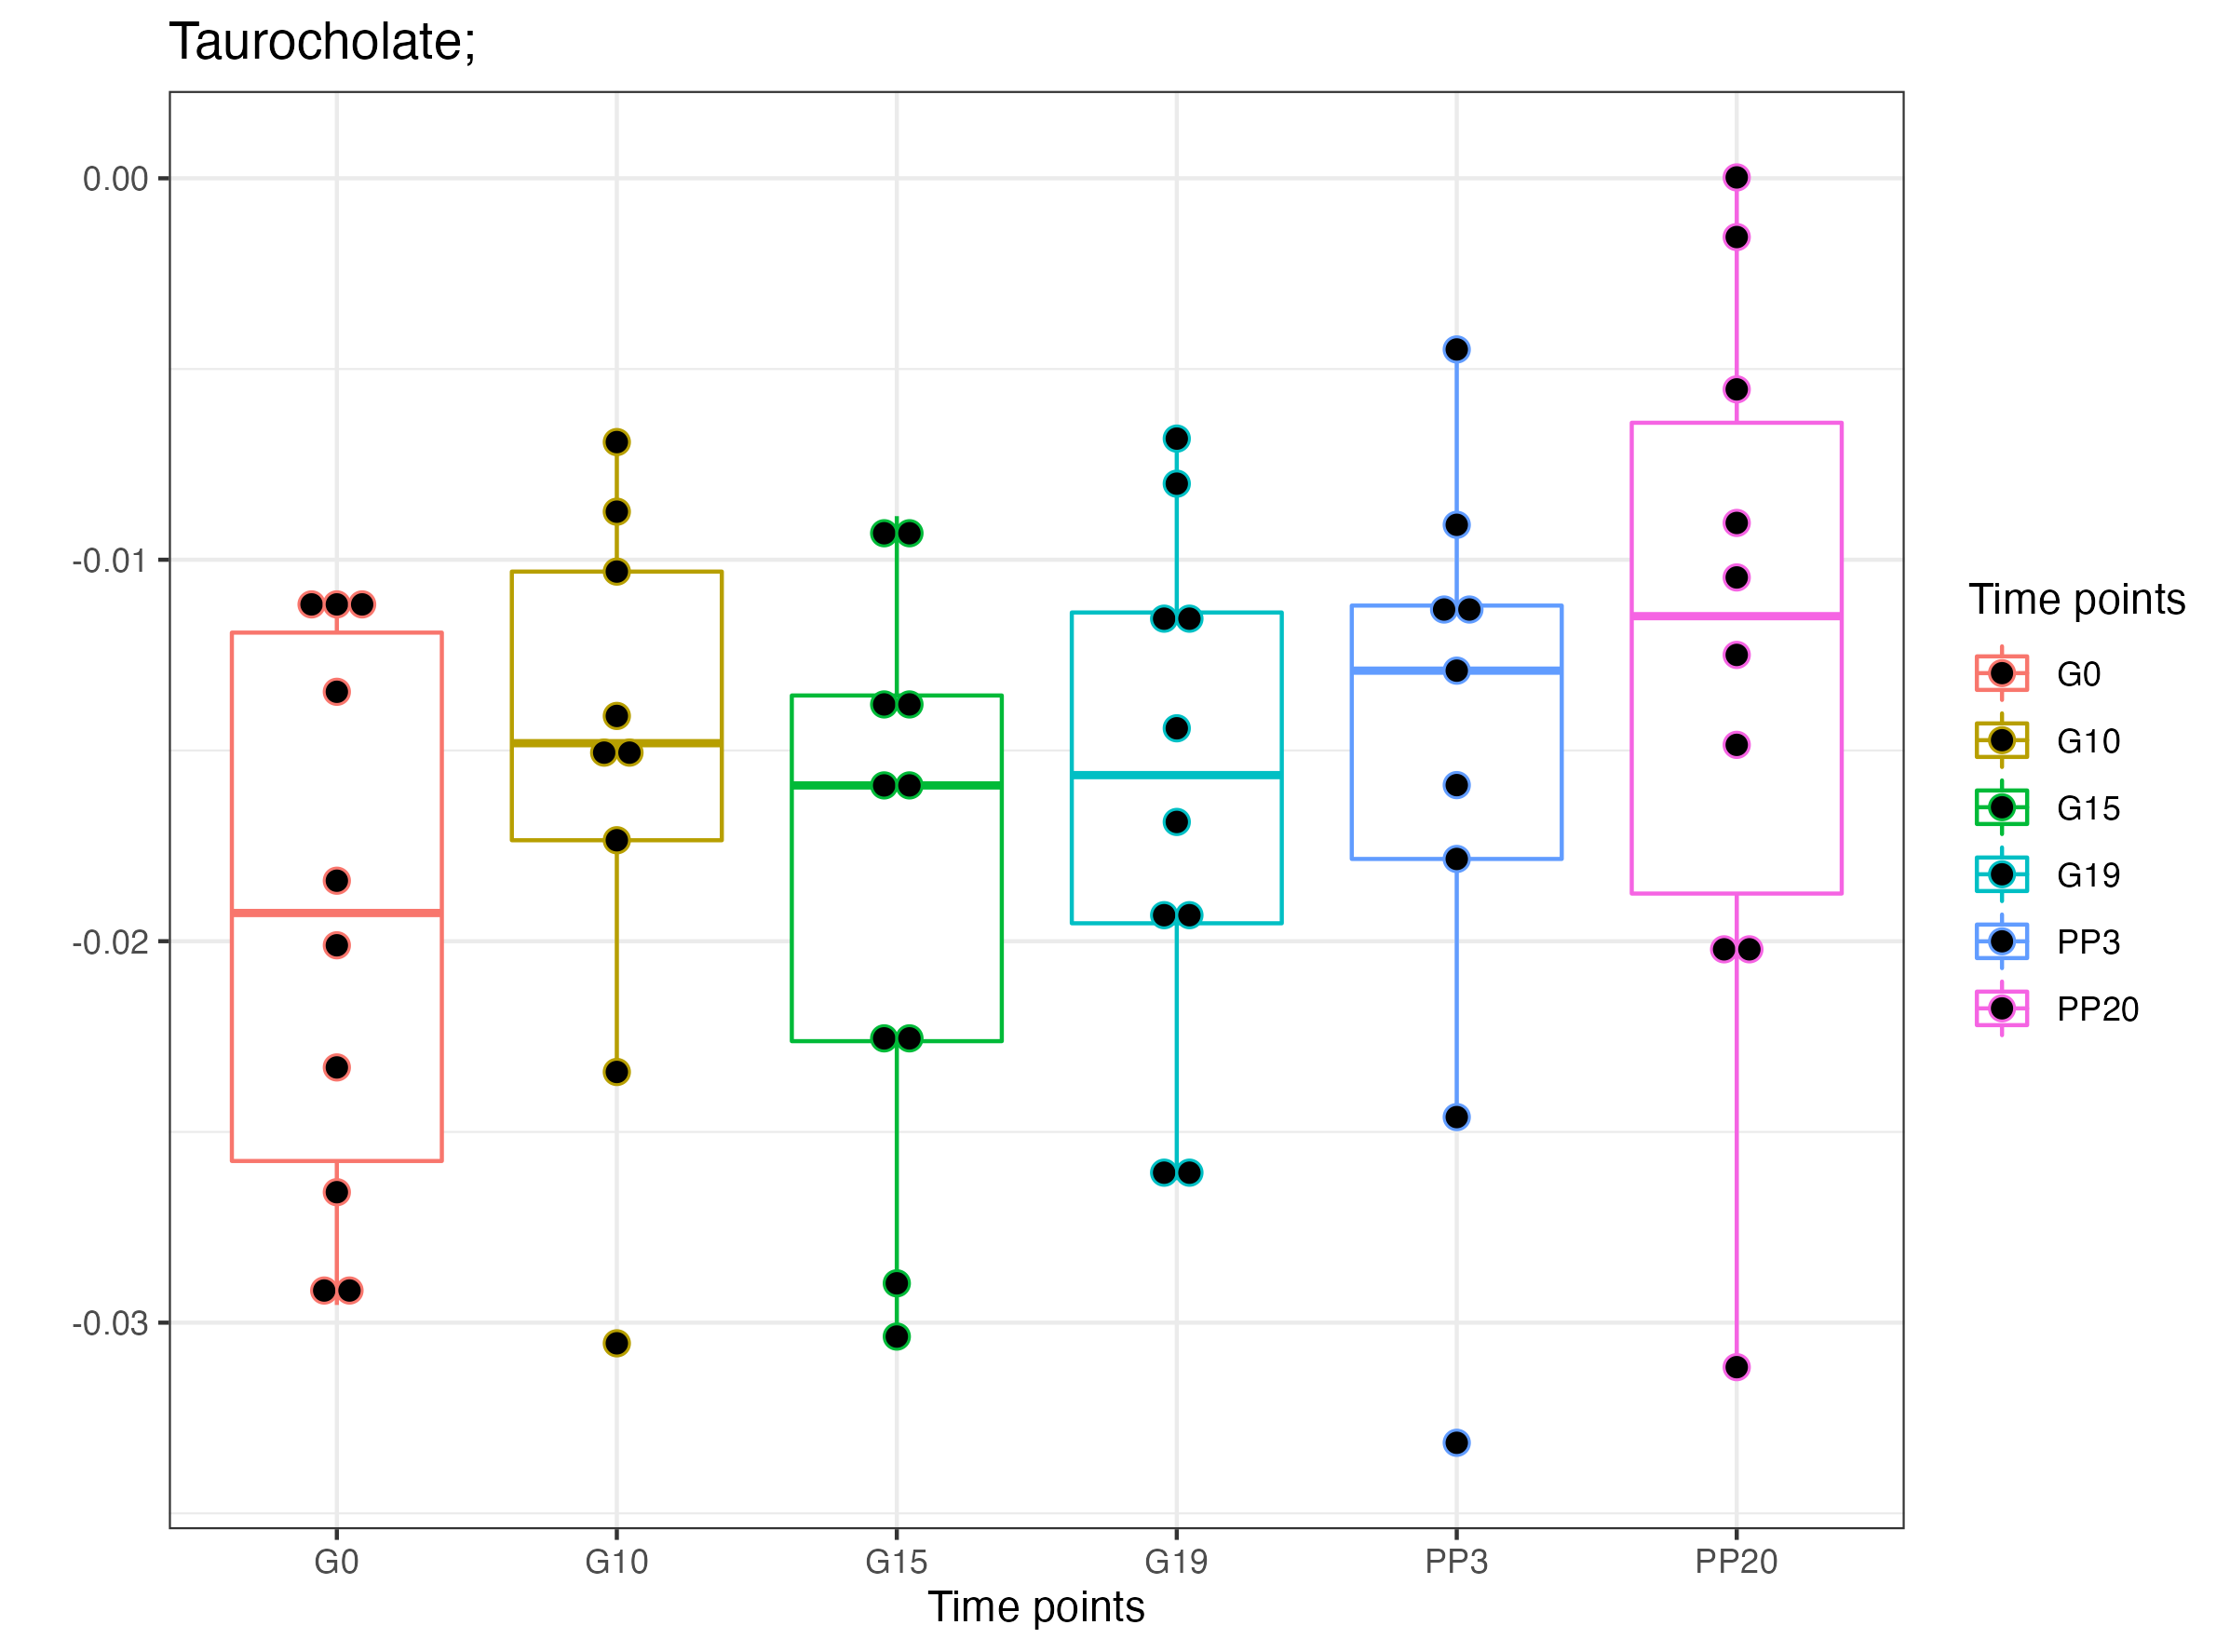 Taurocholate;
0.00
-0.01
-0.02
-0.03
G0 G10 G15 G19 PP3 PP20
Time points
Time points
G0
G10
G15
G19
PP3
PP20